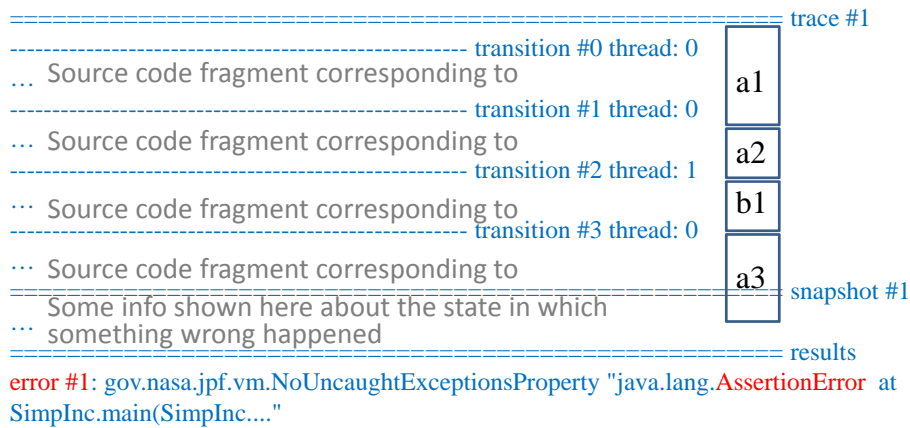 ====================================================== trace #1
-------------------------------------------------- transition #0 thread: 0
… Source code fragment corresponding to
a1
-------------------------------------------------- transition #1 thread: 0
… Source code fragment corresponding to
a2
-------------------------------------------------- transition #2 thread: 1
… Source code fragment corresponding to
b1
-------------------------------------------------- transition #3 thread: 0
… Source code fragment corresponding to
a3
====================================================== snapshot #1
Some info shown here about the state in which
… something wrong happened
====================================================== results
error #1: gov.nasa.jpf.vm.NoUncaughtExceptionsProperty "java.lang.AssertionError at
SimpInc.main(SimpInc...."